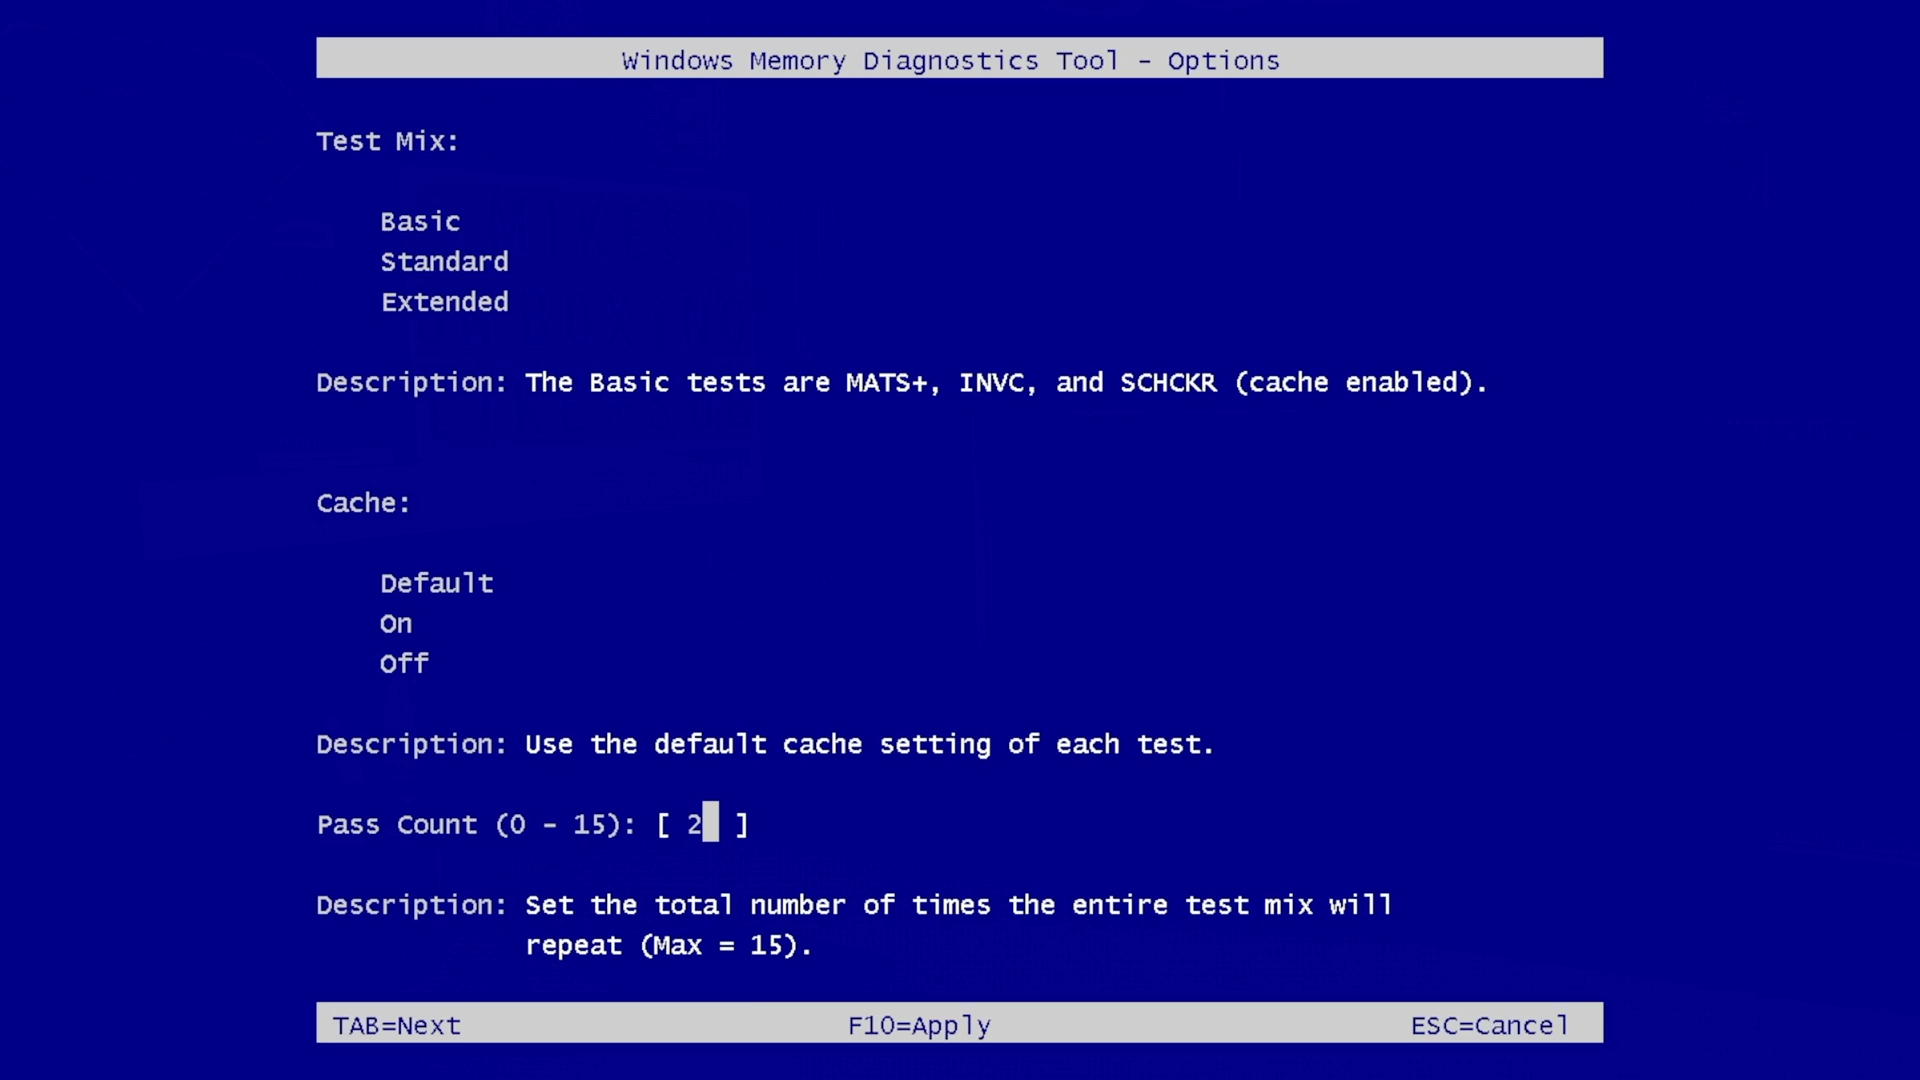 Windows Memory Diagnostics Tool - Options
Test Mix:
Basic
Standard
Extended
Description: The Basic tests are MATS+, INVC, and SCHCKR (cache enabled).
Cache:
Default
On
Off
Description: Use the default cache setting of each test.
Pass Count (0 - 15): [ 2 ]
Description: Set the total number of times the entire test mix will
repeat (Max = 15).
TAB=Next F10=Apply ESC=Cancel